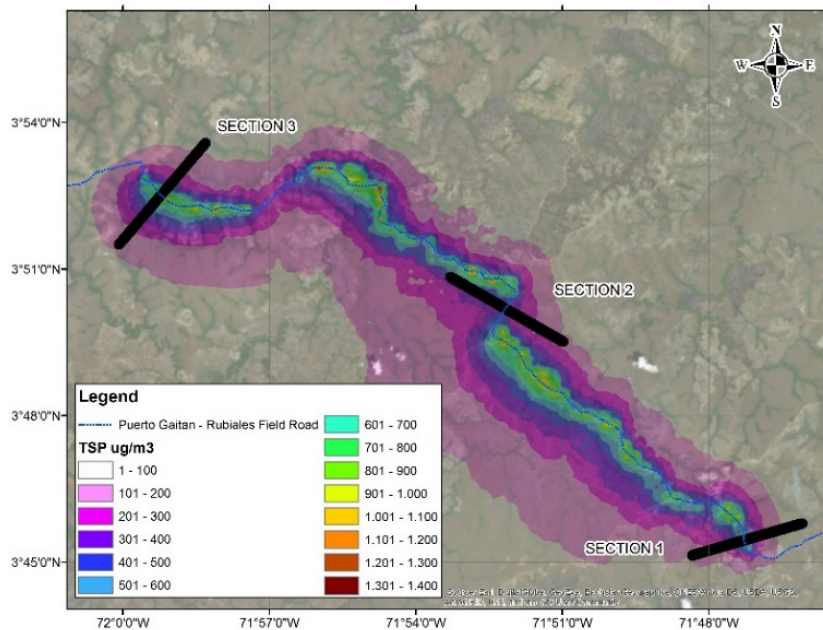 N
W E
S
3°54'0"N
SECTION 3
3°51'0"N
SECTION 2
3°48'0"N
3°45'0"N
SECTION 1
Legend
Puerto Gaitan - Rubiales Field Road
TSP ug/m3
1 - 100
101 - 200
201 - 300
301 - 400
401 - 500
501 - 600
601 - 700
701 - 800
801 - 900
901 - 1.000
1.001 - 1.100
1.101 - 1.200
1.201 - 1.300
1.301 - 1.400
72°0'0"W 71°57'0"W 71°54'0"W 71°51'0"W 71°48'0"W